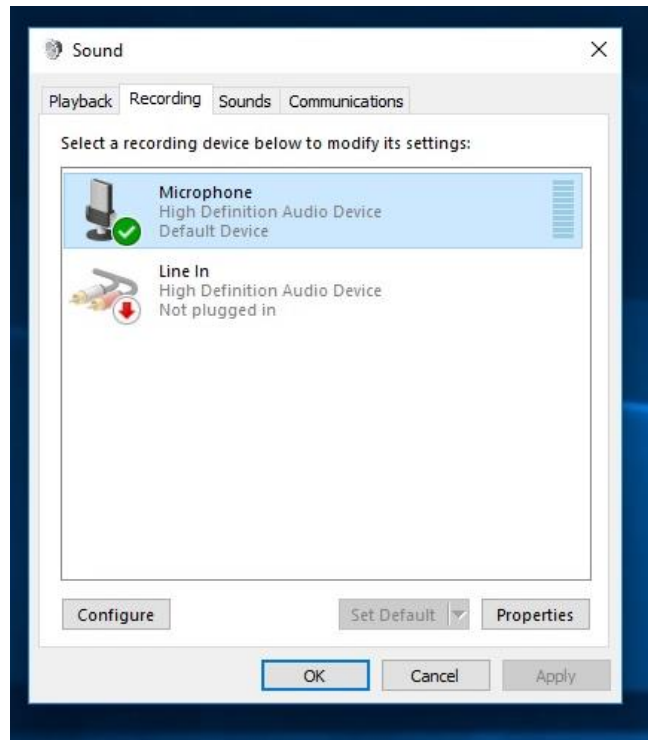 Sound
Playback Recording Sounds Communications
Select a recording device below to modify its settings:
Microphone
High Definition Audio Device
Default Device
Line In
High Definition Audio Device
Not plugged in
Configure Set Default Properties
OK Cancel Apply